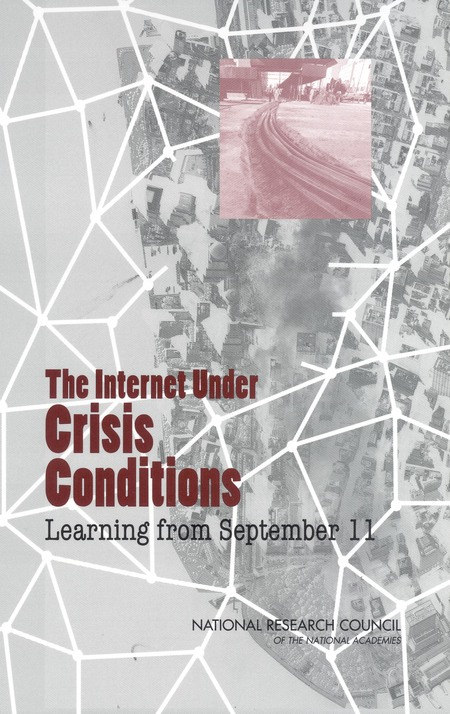 The Internet Under
Crisis
Conditions
Learning from September 11
NATIONAL RESEARCH COUNCIL
OF THE NATIONAL ACADEMIES